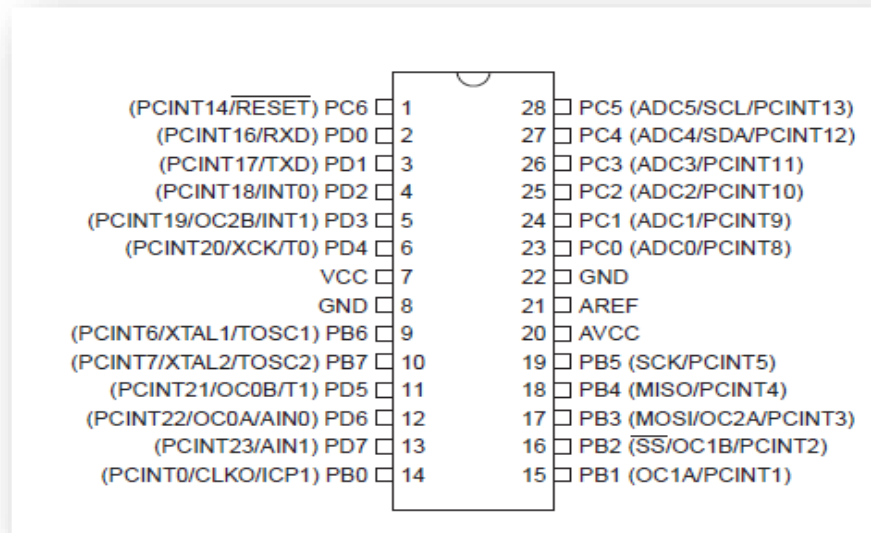 (PCINT14/RESET) PC6 1 28 PC5 (ADC5/SCL/PCINT13)
(PCINT16/RXD) PD0 2 27 PC4 (ADC4/SDA/PCINT12)
(PCINT17/TXD) PD1 3 26 PC3 (ADC3/PCINT11)
(PCINT18/INT0) PD2 4 25 PC2 (ADC2/PCINT10)
(PCINT19/OC2B/INT1) PD3 5 24 PC1 (ADC1/PCINT9)
(PCINT20/XCK/T0) PD4 6 23 PC0 (ADC0/PCINT8)
VCC 7 22 GND
GND 8 21 AREF
(PCINT6/XTAL1/TOSC1) PB6 9 20 AVCC
(PCINT7/XTAL2/TOSC2) PB7 10 19 PB5 (SCK/PCINT5)
(PCINT21/OC0B/T1) PD5 11 18 PB4 (MISO/PCINT4)
(PCINT22/OC0A/AIN0) PD6 12 17 PB3 (MOSI/OC2A/PCINT3)
(PCINT23/AIN1) PD7 13 16 PB2 (SS/OC1B/PCINT2)
(PCINT0/CLKO/ICP1) PB0 14 15 PB1 (OC1A/PCINT1)